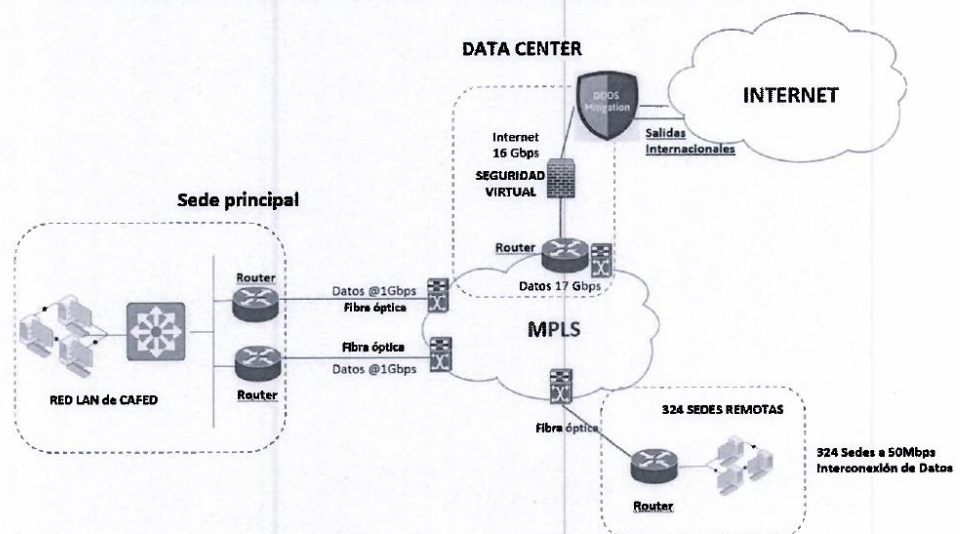 DATA CENTER
DDOS
Mitigation
INTERNET
Salidas
Internacionales
Internet
16 Gbps
SEGURIDAD
VIRTUAL
Router
Datos 17 Gbps
Sede principal
Router
Datos @1Gbps
Fibra óptica
MPLS
Fibra óptica
Datos @1Gbps
Router
RED LAN de CAFED
324 SEDES REMOTAS
Fibra óptica
Router
324 Sedes a 50Mbps
Interconexión de Datos